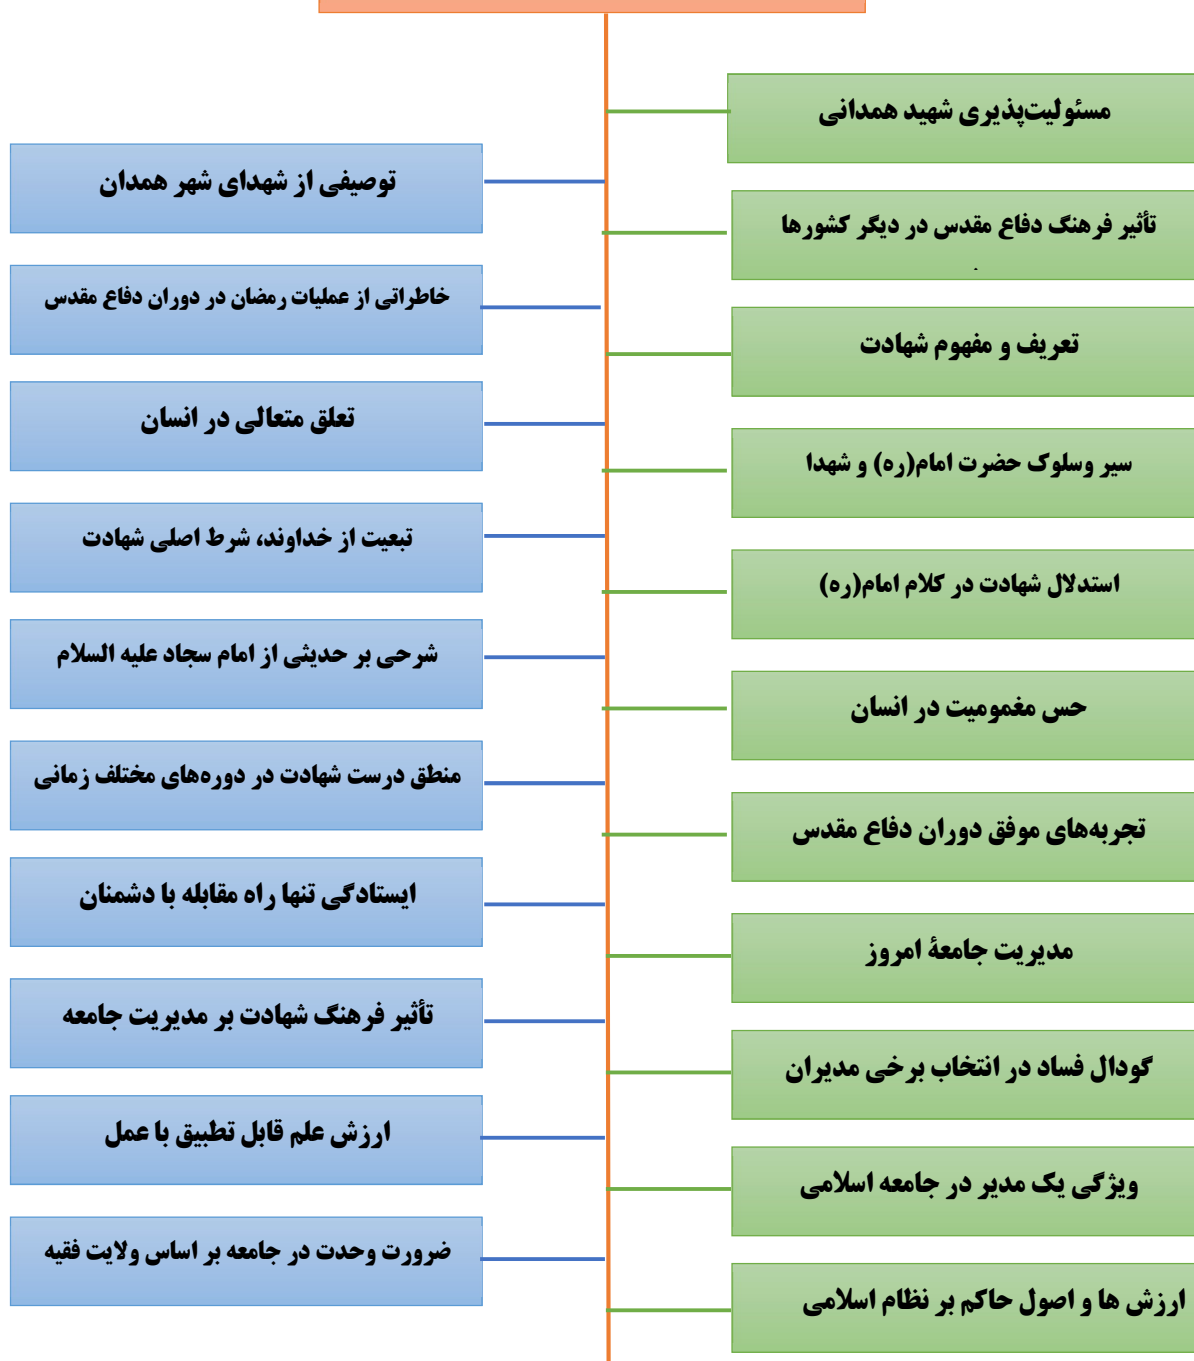 مسئولیت‌پذیری شهید همدانی
توصیفی از شهدای شهر همدان
تأثیر فرهنگ دفاع مقدس در دیگر کشورها
.
خاطراتی از عملیات رمضان در دوران دفاع مقدس
تعریف و مفهوم شهادت
تعلق متعالی در انسان
سیر وسلوک حضرت امام(ره) و شهدا
تبعیت از خداوند، شرط اصلی شهادت
استدلال شهادت در کلام امام(ره)
شرحی بر حدیثی از امام سجاد علیه السلام
حس مغمومیت در انسان
منطق درست شهادت در دوره‌های مختلف زمانی
تجربه‌های موفق دوران دفاع مقدس
ایستادگی تنها راه مقابله با دشمنان
مدیریت جامعۀ امروز
تأثیر فرهنگ شهادت بر مدیریت جامعه
گودال فساد در انتخاب برخی مدیران
ارزش علم قابل تطبیق با عمل
ویژگی یک مدیر در جامعه اسلامی
ضرورت وحدت در جامعه بر اساس ولایت فقیه
ارزش ها و اصول حاکم بر نظام اسلامی